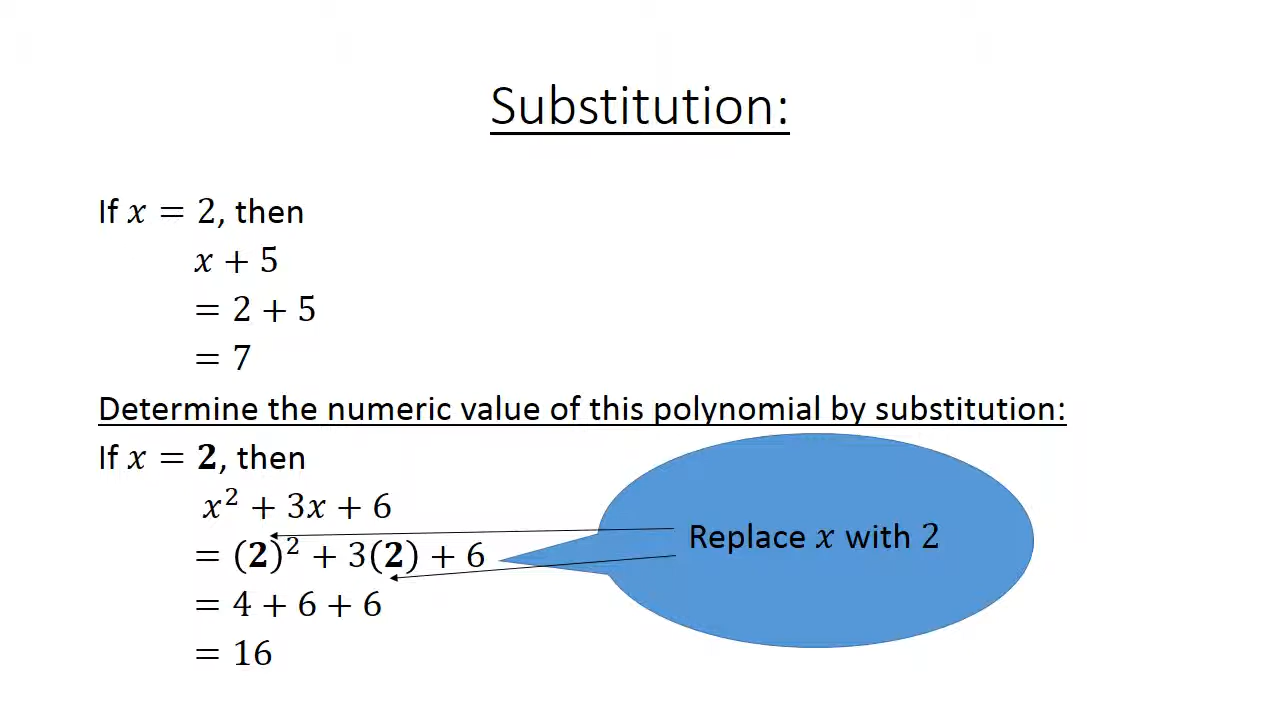 Substitution:
If x = 2, then
x + 5
= 2 + 5
= 7
Determine the numeric value of this polynomial by substitution:
If x = 2, then
x² + 3x + 6
= (2)² + 3(2) + 6
Replace x with 2
= 4 + 6 + 6
= 16